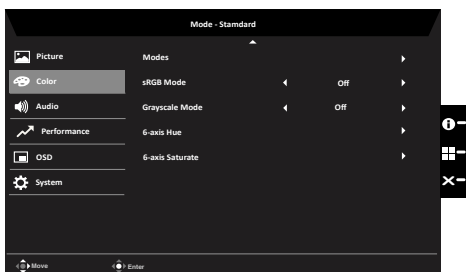 Mode - Stamdard
Picture
Color
Audio
Performance
OSD
System
Modes
sRGB Mode Off
Grayscale Mode Off
6-axis Hue
6-axis Saturate
Move Enter